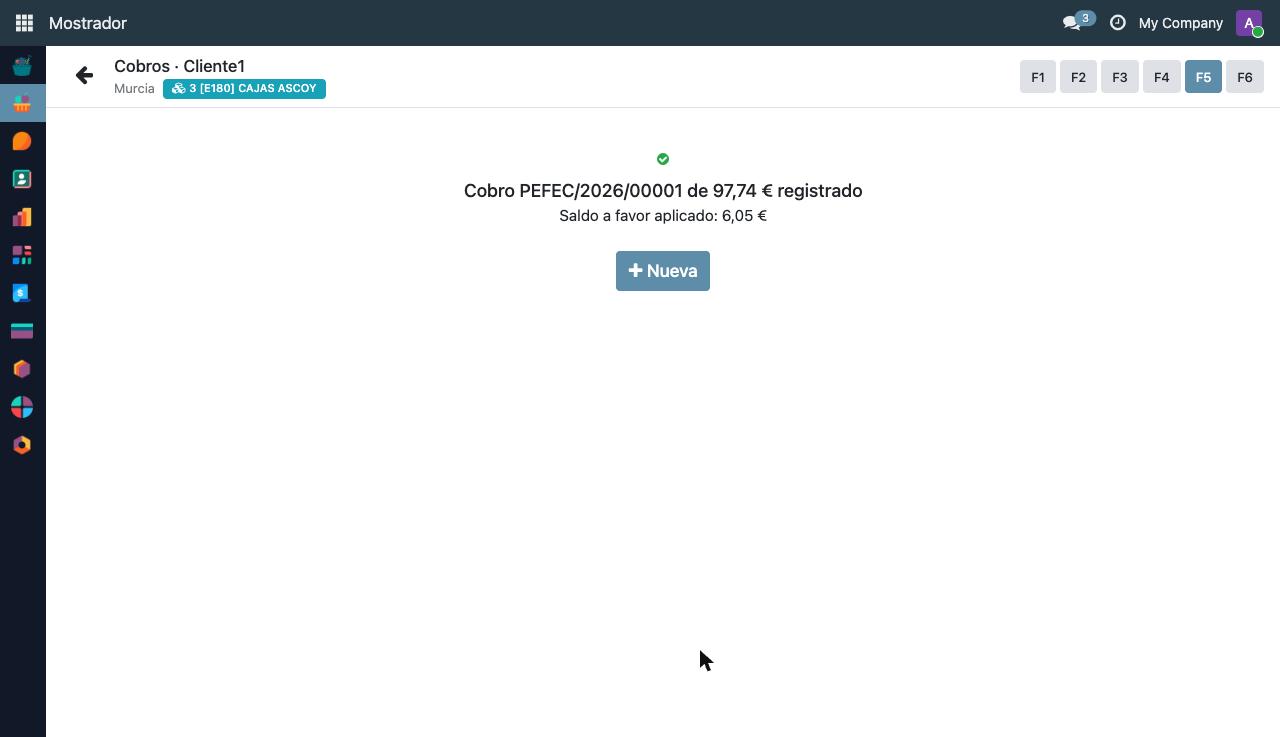 Mostrador
3
My Company
A
Cobros · Cliente1
Murcia
3 [E180] CAJAS ASCOY
F1 F2 F3 F4 F5 F6
Cobro PEFEC/2026/00001 de 97,74 € registrado
Saldo a favor aplicado: 6,05 €
Nueva